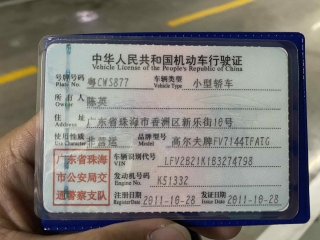 中华人民共和国机动车行驶证
Vehicle License of the People's Republic of China
号牌号码 粤CWS877 车辆类型 小型轿车
Plate No. Vehicle Type
所有人 陈英
Owner
住址 广东省珠海市香洲区新乐街18号
Address
使用性质 非营运 品牌型号 高尔夫牌FV7144TFATG
Use Character Model
广东省珠海市公安局交通警察支队
车辆识别代号 LFV2B21K1B3274798
VIN
发动机号码 K51332
Engine No.
注册日期 2011-10-28 发证日期 2011-10-28
Register Date Issue Date